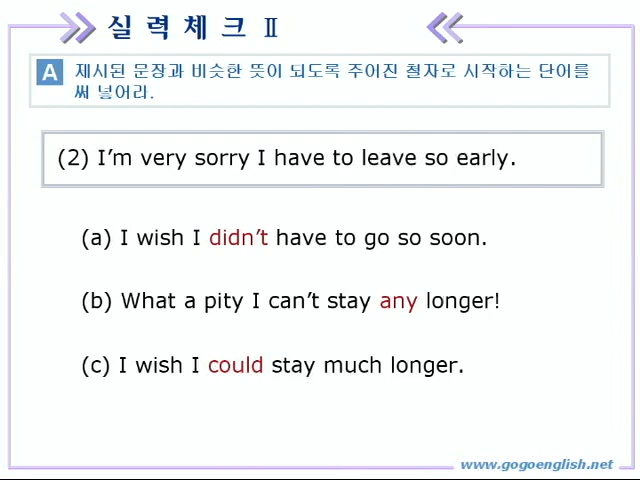 실 력 체 크 Ⅱ
A 제시된 문장과 비슷한 뜻이 되도록 주어진 철자로 시작하는 단어를
써 넣어라.
(2) I’m very sorry I have to leave so early.
(a) I wish I didn’t have to go so soon.
(b) What a pity I can’t stay any longer!
(c) I wish I could stay much longer.
www.gogoenglish.net